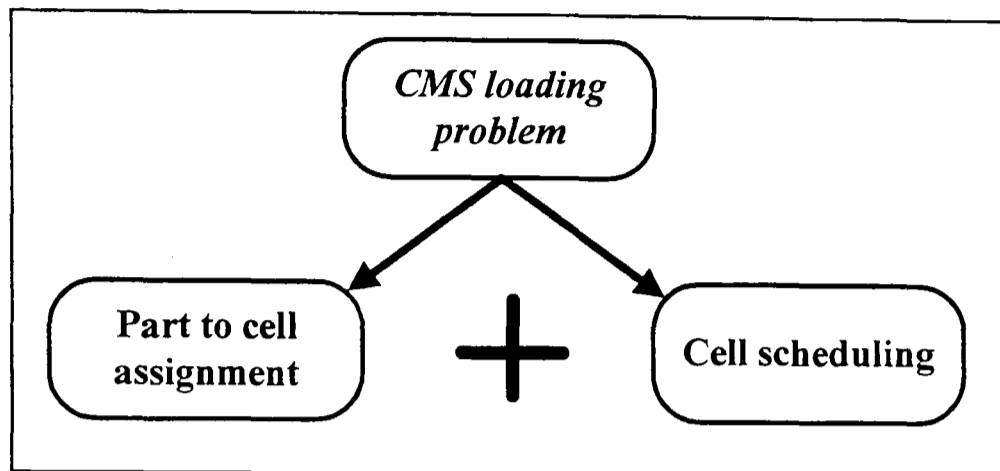 CMS loading
problem
Part to cell
assignment
Cell scheduling